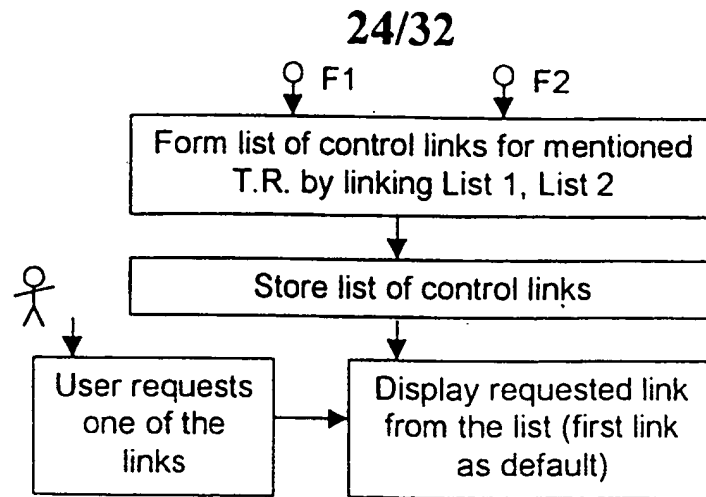 24/32
F1
F2
Form list of control links for mentioned
T.R. by linking List 1, List 2
Store list of control links
User requests
one of the
links
Display requested link
from the list (first link
as default)